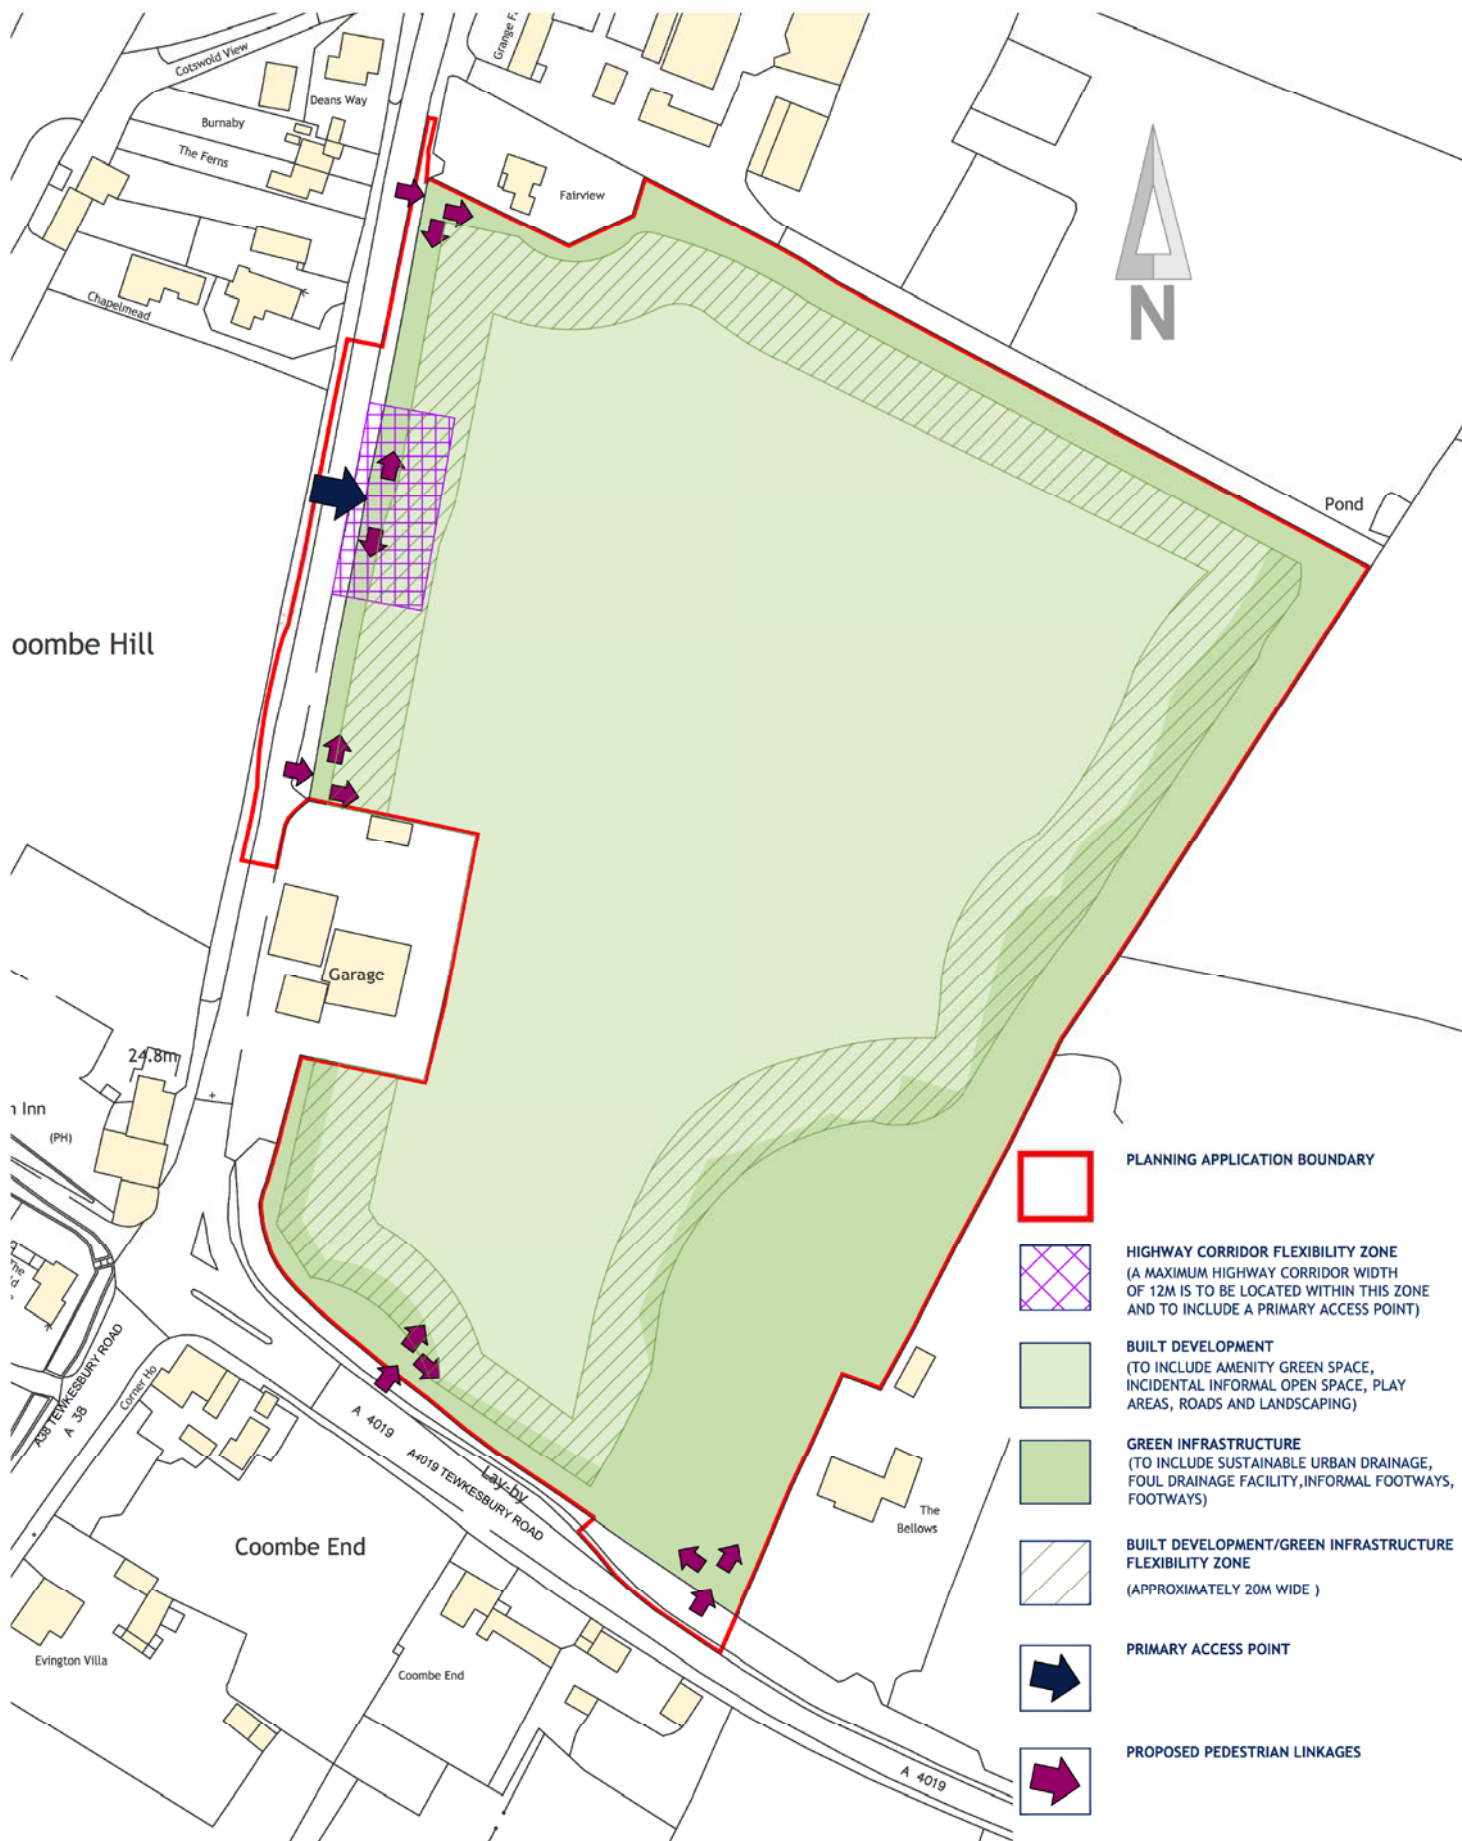 Cotswold View
Grange F
Deans Way
Burnaby
The Ferns
Fairview
Chapelmead
N
Pond
oombe Hill
Garage
24.8m
n Inn
(PH)
The
A38 TEWKESBURY ROAD
A 38
Corner Ho
A 4019
A4019 TEWKESBURY ROAD
Lay-by
The
Bellows
Coombe End
Evington Villa
Coombe End
A 4019
PLANNING APPLICATION BOUNDARY
HIGHWAY CORRIDOR FLEXIBILITY ZONE
(A MAXIMUM HIGHWAY CORRIDOR WIDTH
OF 12M IS TO BE LOCATED WITHIN THIS ZONE
AND TO INCLUDE A PRIMARY ACCESS POINT)
BUILT DEVELOPMENT
(TO INCLUDE AMENITY GREEN SPACE,
INCIDENTAL INFORMAL OPEN SPACE, PLAY
AREAS, ROADS AND LANDSCAPING)
GREEN INFRASTRUCTURE
(TO INCLUDE SUSTAINABLE URBAN DRAINAGE,
FOUL DRAINAGE FACILITY,INFORMAL FOOTWAYS,
FOOTWAYS)
BUILT DEVELOPMENT/GREEN INFRASTRUCTURE
FLEXIBILITY ZONE
(APPROXIMATELY 20M WIDE )
PRIMARY ACCESS POINT
PROPOSED PEDESTRIAN LINKAGES